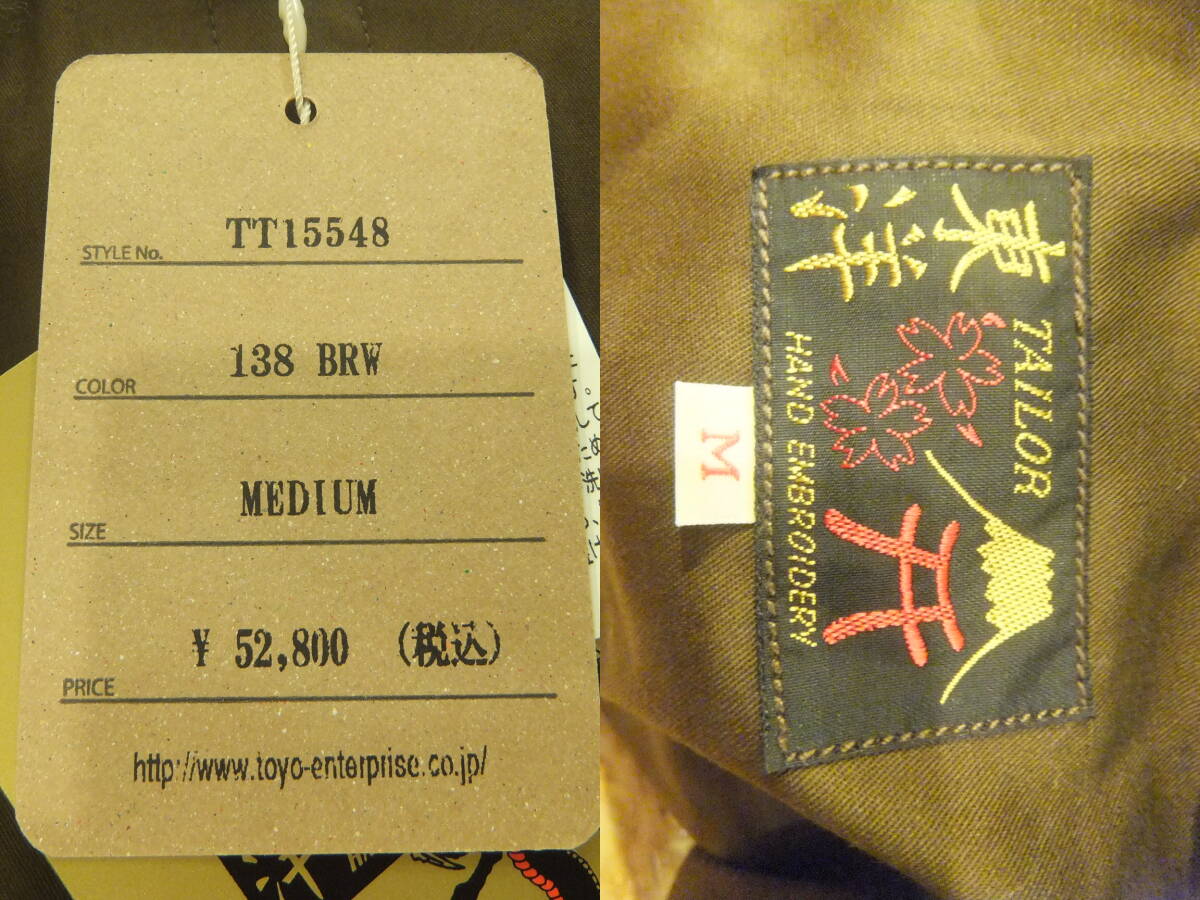 STYLE No. TT15548
COLOR 138 BRW
SIZE MEDIUM
PRICE ¥ 52,800 (税込)
http://www.toyo-enterprise.co.jp/
東洋
TAILOR
HAND EMBROIDERY
M